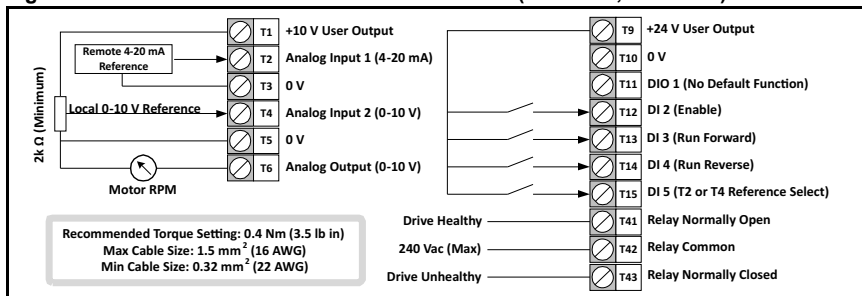 T1 +10 V User Output
Remote 4-20 mA
Reference
T2 Analog Input 1 (4-20 mA)
T3 0 V
Local 0-10 V Reference
T4 Analog Input 2 (0-10 V)
2k Ω (Minimum)
T5 0 V
T6 Analog Output (0-10 V)
Motor RPM
Recommended Torque Setting: 0.4 Nm (3.5 lb in)
Max Cable Size: 1.5 mm² (16 AWG)
Min Cable Size: 0.32 mm² (22 AWG)
T9 +24 V User Output
T10 0 V
T11 DIO 1 (No Default Function)
T12 DI 2 (Enable)
T13 DI 3 (Run Forward)
T14 DI 4 (Run Reverse)
T15 DI 5 (T2 or T4 Reference Select)
Drive Healthy T41 Relay Normally Open
240 Vac (Max) T42 Relay Common
Drive Unhealthy T43 Relay Normally Closed